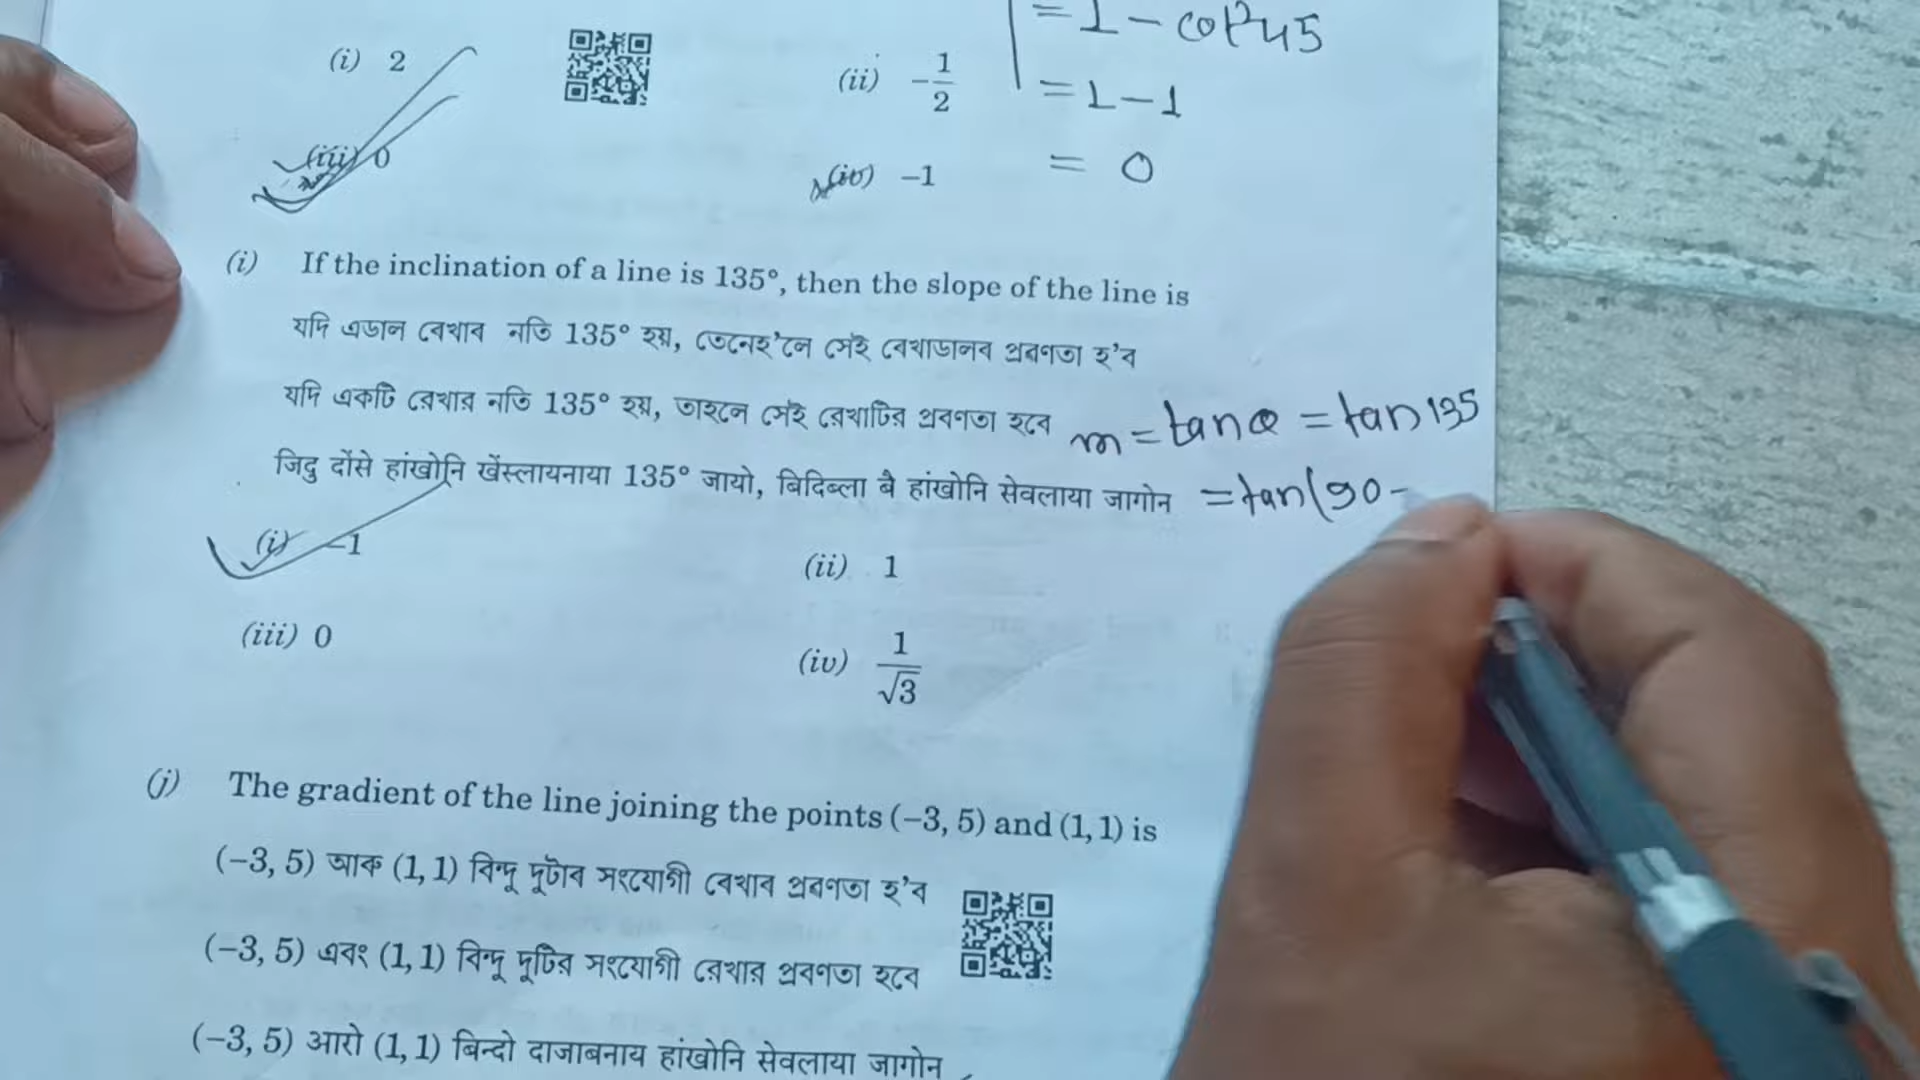 = 1 - cot²45
(i) 2
(ii) -1/2
= 1 - 1
(iii) 0
(iv) -1
= 0
(i) If the inclination of a line is 135°, then the slope of the line is
যদি এডাল ৰেখাৰ নতি 135° হয়, তেনেহ'লে সেই ৰেখাডালৰ প্ৰৱণতা হ'ব
যদি একটি রেখার নতি 135° হয়, তাহলে সেই রেখাটির প্রবণতা হবে
m = tanθ = tan 135
जिदु दोंसे हांखोनि खेंस्लायनाया 135° जायो, बिदिब्ला बै हांखोनि सेवलाया जागोन
= tan(90 -
(i) -1
(ii) 1
(iii) 0
(iv) 1/√3
(j) The gradient of the line joining the points (-3, 5) and (1, 1) is
(-3, 5) আৰু (1, 1) বিন্দু দুটাৰ সংযোগী ৰেখাৰ প্ৰৱণতা হ'ব
(-3, 5) এবং (1, 1) বিন্দু দুটির সংযোগী রেখার প্রবণতা হবে
(-3, 5) आरो (1, 1) बिन्दो दाजाबनाय हांखोनि सेवलाया जागोन